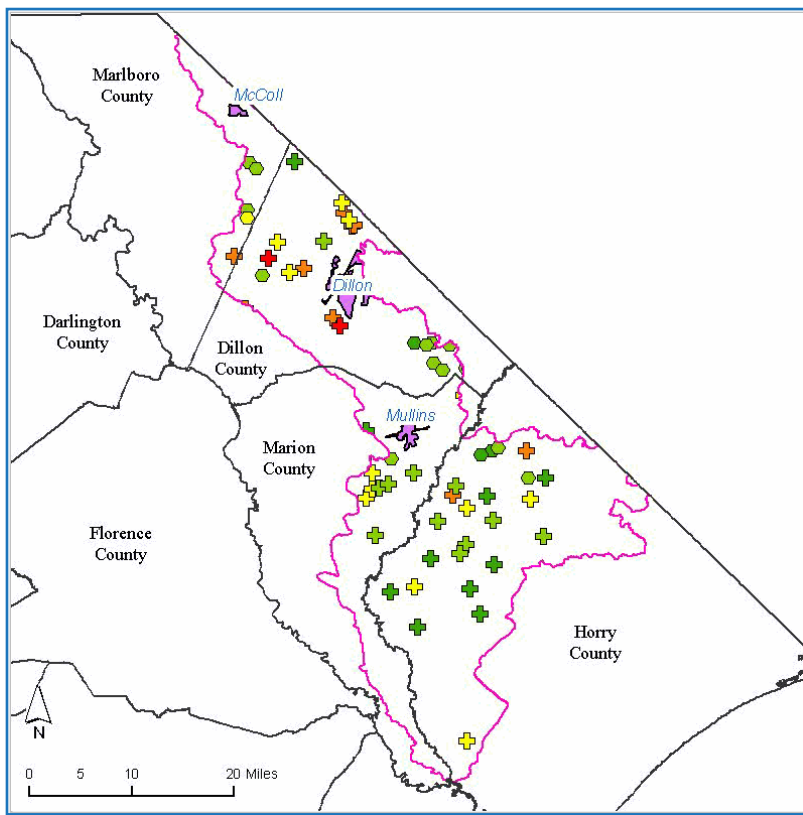 Marlboro
County
McColl
Dillon
Darlington
County
Dillon
County
Mullins
Marion
County
Florence
County
Horry
County
N
0 5 10 20 Miles